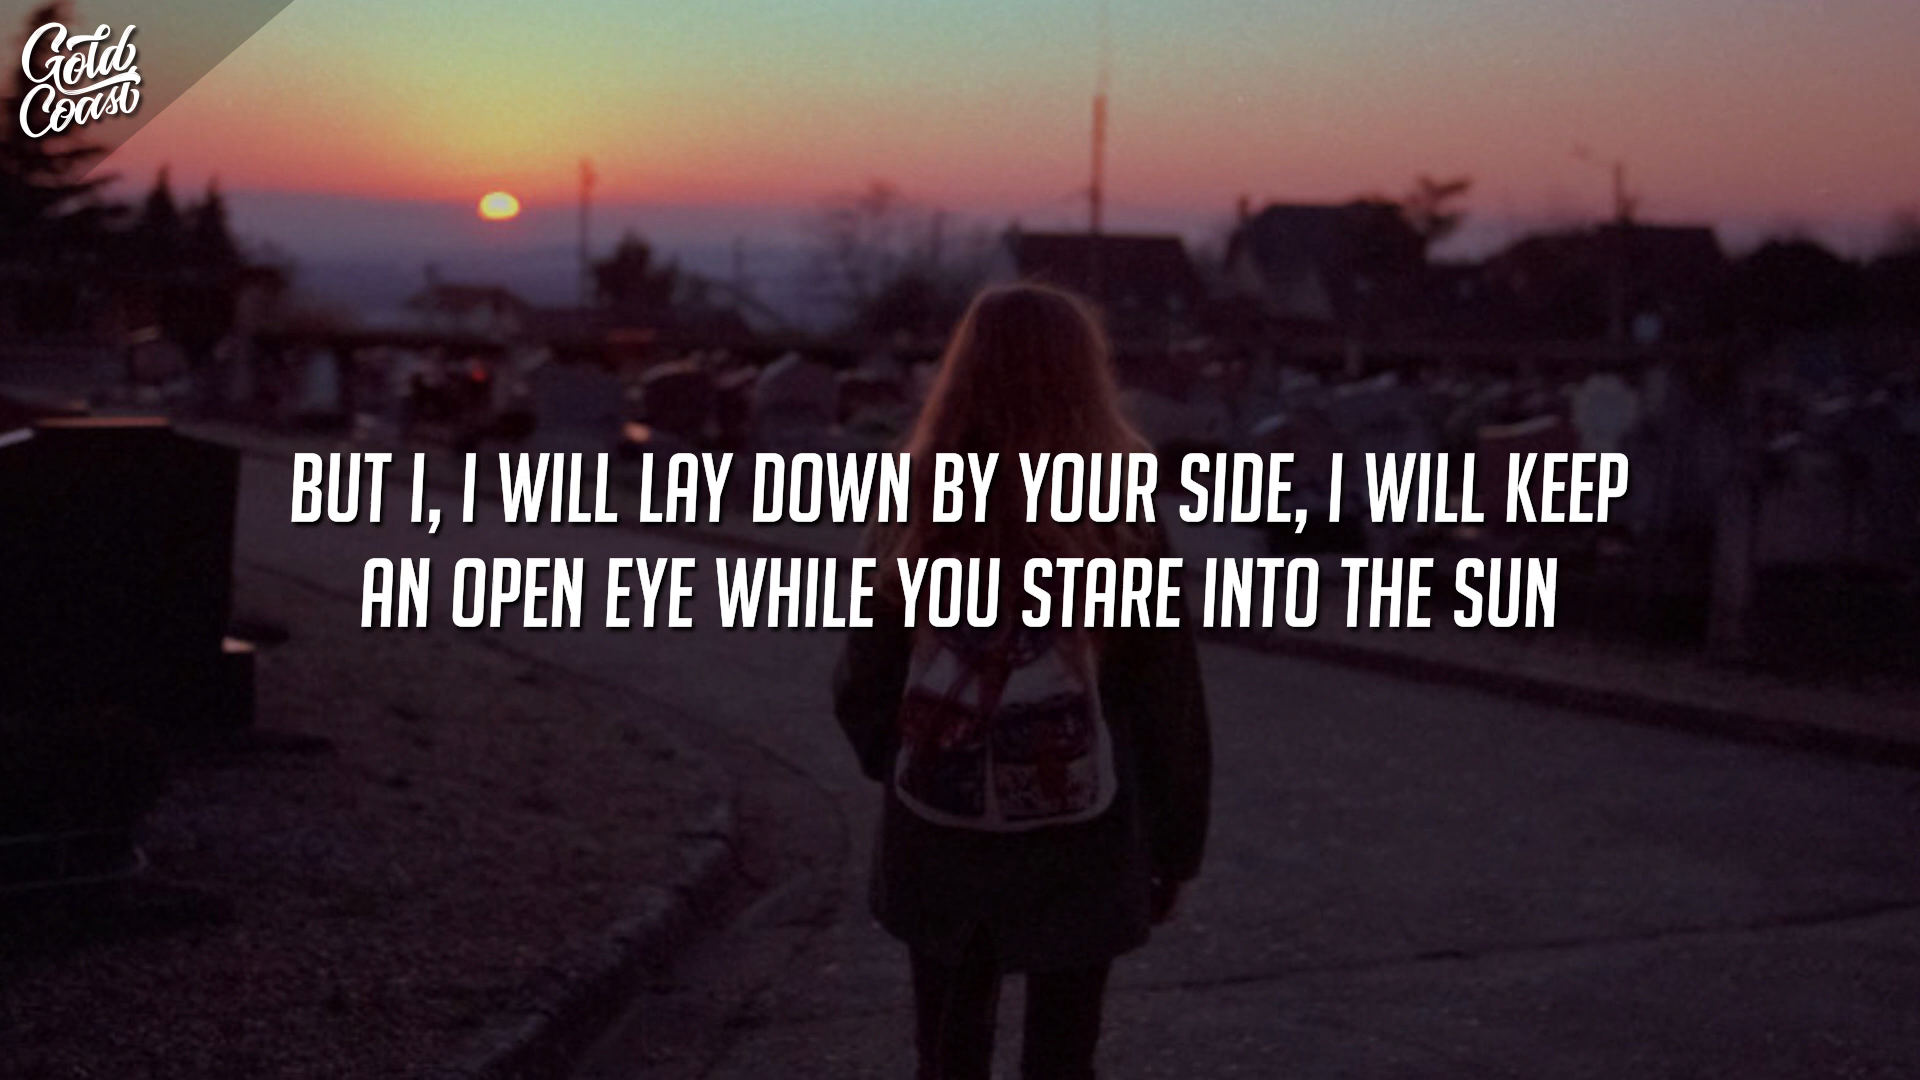 Gold
Coast
BUT I, I WILL LAY DOWN BY YOUR SIDE, I WILL KEEP
AN OPEN EYE WHILE YOU STARE INTO THE SUN